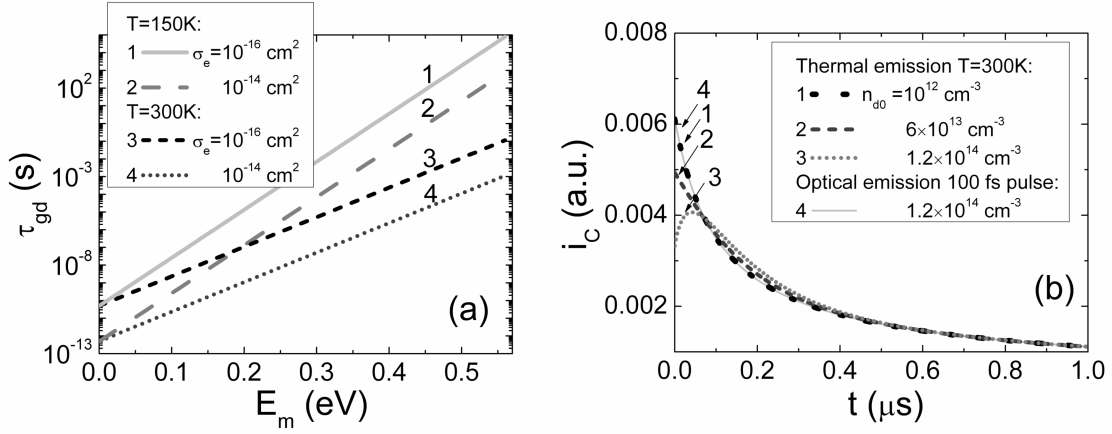 T=150K:
1 σe=10⁻¹⁶ cm²
2 10⁻¹⁴ cm²
T=300K:
3 σe=10⁻¹⁶ cm²
4 10⁻¹⁴ cm²
1
2
3
4
10²
10⁻³
10⁻⁸
10⁻¹³
τgd (s)
(a)
0.0 0.1 0.2 0.3 0.4 0.5
Em (eV)
0.008
0.006
0.004
0.002
iC (a.u.)
Thermal emission T=300K:
1 nd0 =10¹² cm⁻³
2 6×10¹³ cm⁻³
3 1.2×10¹⁴ cm⁻³
Optical emission 100 fs pulse:
4 1.2×10¹⁴ cm⁻³
4
1
2
3
(b)
0.0 0.2 0.4 0.6 0.8 1.0
t (μs)